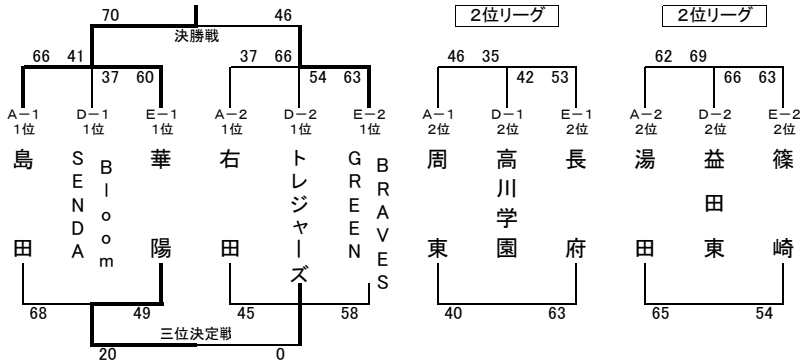 70 46 2位リーグ 2位リーグ
決勝戦
66 41 37 66 46 35 62 69
37 60 54 63 42 53 66 63
A-1 D-1 E-1 A-2 D-2 E-2 A-1 D-1 E-1 A-2 D-2 E-2
1位 1位 1位 1位 1位 1位 2位 2位 2位 2位 2位 2位
島田
SENDA
Bloom
華陽
右田
トレジャーズ
GREEN
BRAVES
周東
高川学園
長府
湯田
益田東
篠崎
68 49 45 58 40 63 65 54
三位決定戦
20 0